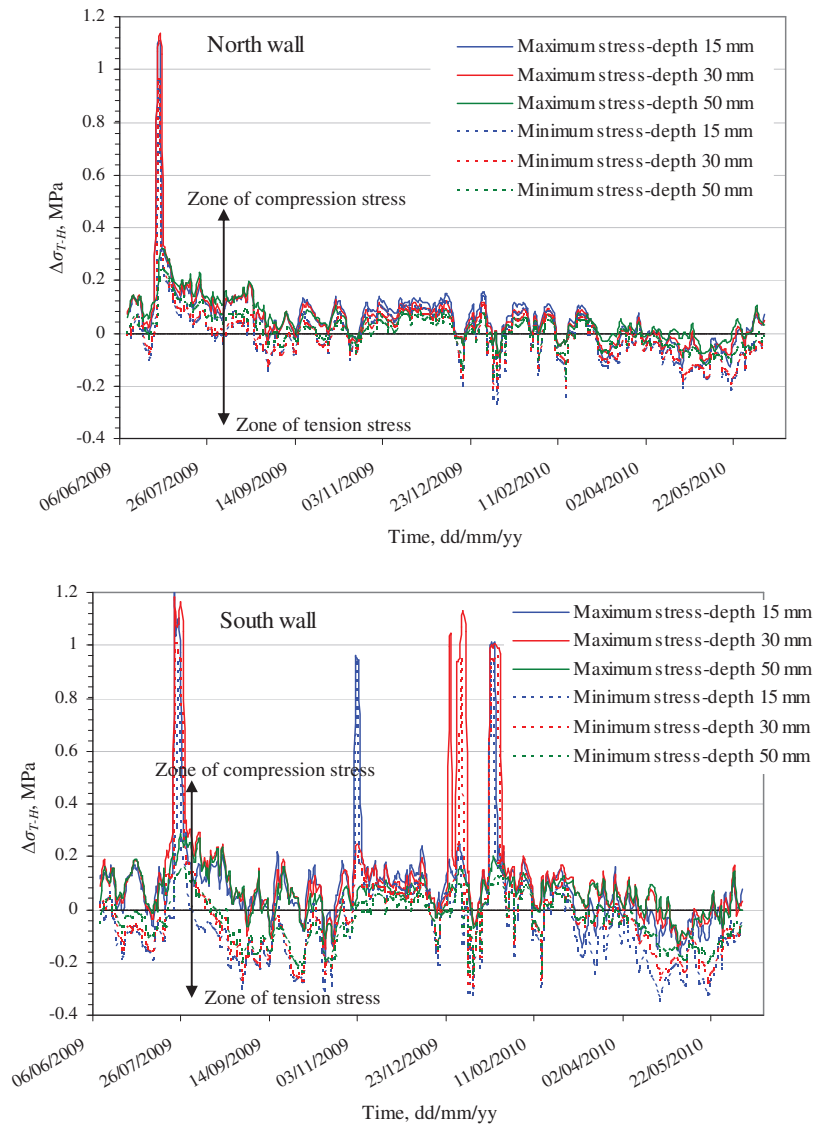 North wall
Maximum stress-depth 15 mm
Maximum stress-depth 30 mm
Maximum stress-depth 50 mm
Minimum stress-depth 15 mm
Minimum stress-depth 30 mm
Minimum stress-depth 50 mm
1.2
1
0.8
0.6
0.4
0.2
0
-0.2
-0.4
Δσ_T-H, MPa
Zone of compression stress
Zone of tension stress
06/06/2009
26/07/2009
14/09/2009
03/11/2009
23/12/2009
11/02/2010
02/04/2010
22/05/2010
Time, dd/mm/yy
South wall
Maximum stress-depth 15 mm
Maximum stress-depth 30 mm
Maximum stress-depth 50 mm
Minimum stress-depth 15 mm
Minimum stress-depth 30 mm
Minimum stress-depth 50 mm
1.2
1
0.8
0.6
0.4
0.2
0
-0.2
-0.4
Δσ_T-H, MPa
Zone of compression stress
Zone of tension stress
06/06/2009
26/07/2009
14/09/2009
03/11/2009
23/12/2009
11/02/2010
02/04/2010
22/05/2010
Time, dd/mm/yy